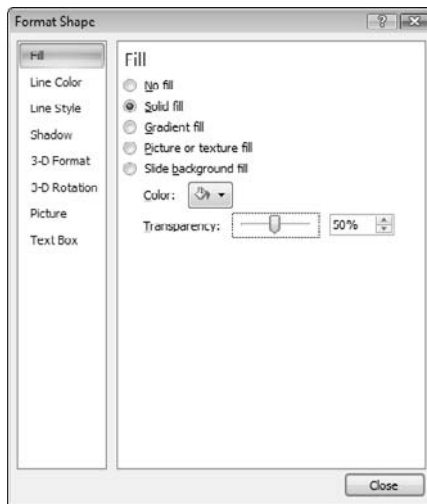 Format Shape
Fill
Line Color
Line Style
Shadow
3-D Format
3-D Rotation
Picture
Text Box
Fill
No fill
Solid fill
Gradient fill
Picture or texture fill
Slide background fill
Color:
Transparency: 50%
Close